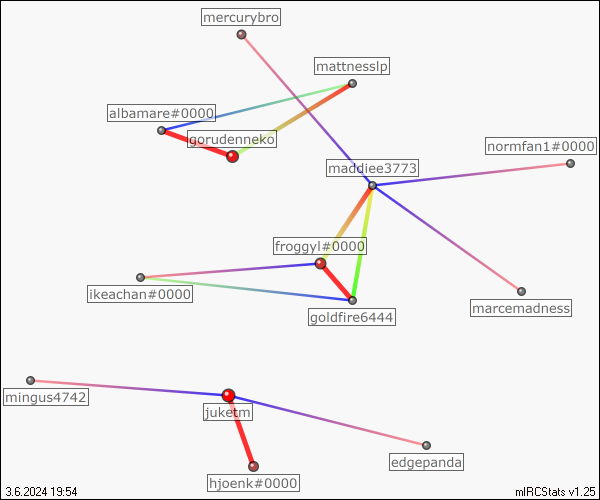 mercurybro
mattnesslp
albamare#0000
gorudenneko
normfan1#0000
maddiee3773
froggyl#0000
ikeachan#0000
marcemadness
goldfire6444
mingus4742
juketm
edgepanda
hjoenk#0000
3.6.2024 19:54
mIRCStats v1.25